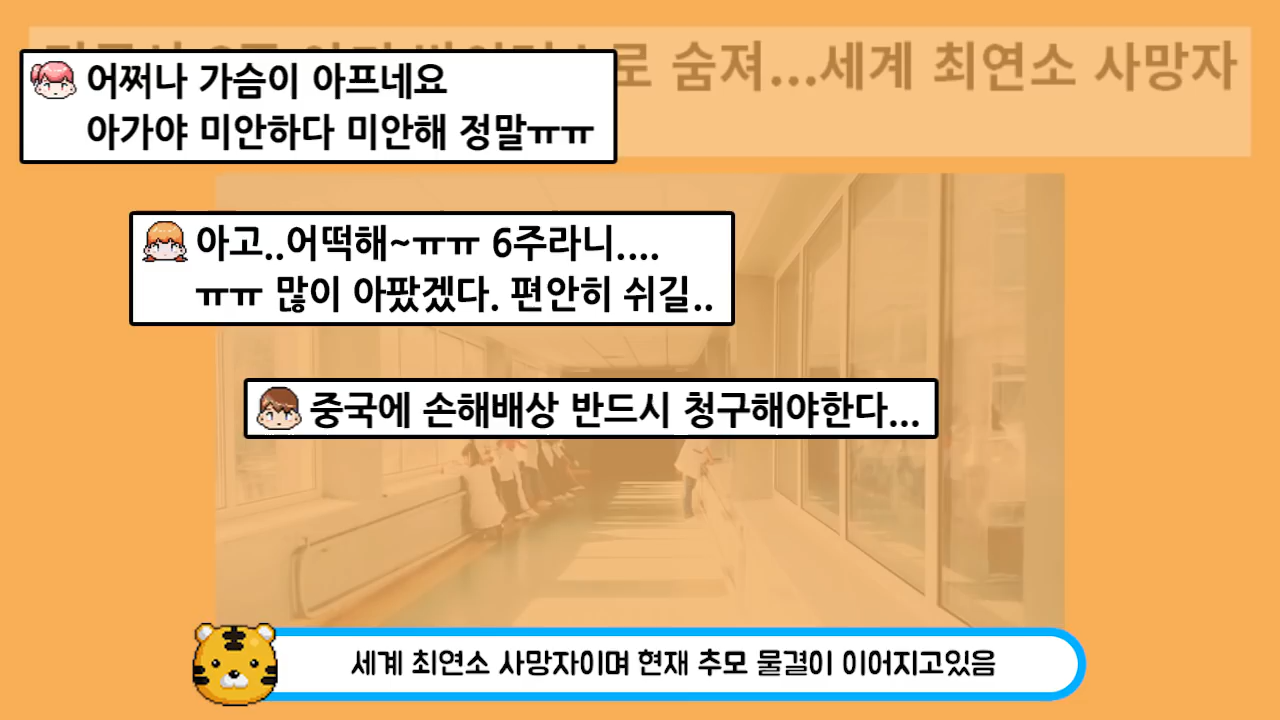 로 숨져...세계 최연소 사망자
어쩌나 가슴이 아프네요
아가야 미안하다 미안해 정말ㅠㅠ
아고..어떡해~ㅠㅠ 6주라니....
ㅠㅠ 많이 아팠겠다. 편안히 쉬길..
중국에 손해배상 반드시 청구해야한다...
세계 최연소 사망자이며 현재 추모 물결이 이어지고있음